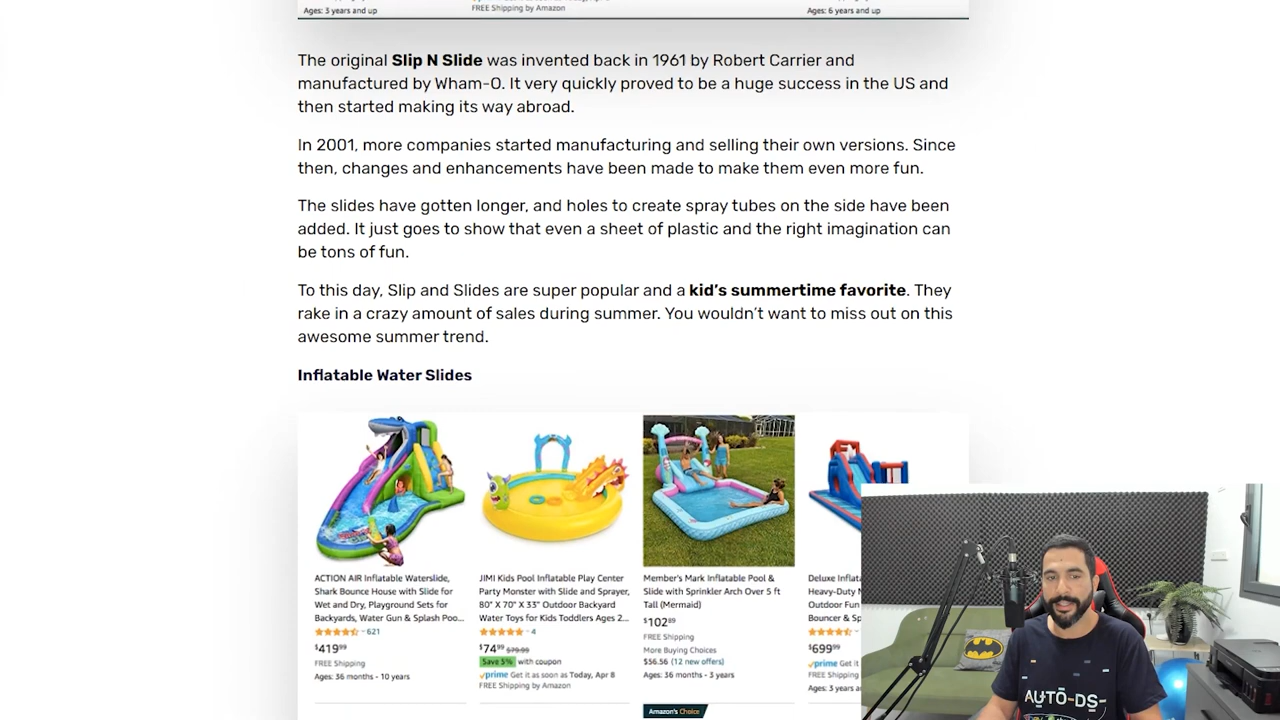 Ages: 3 years and up
FREE Shipping by Amazon
Ages: 6 years and up
The original Slip N Slide was invented back in 1961 by Robert Carrier and
manufactured by Wham-O. It very quickly proved to be a huge success in the US and
then started making its way abroad.
In 2001, more companies started manufacturing and selling their own versions. Since
then, changes and enhancements have been made to make them even more fun.
The slides have gotten longer, and holes to create spray tubes on the side have been
added. It just goes to show that even a sheet of plastic and the right imagination can
be tons of fun.
To this day, Slip and Slides are super popular and a kid's summertime favorite. They
rake in a crazy amount of sales during summer. You wouldn't want to miss out on this
awesome summer trend.
Inflatable Water Slides
ACTION AIR Inflatable Waterslide,
Shark Bounce House with Slide for
Wet and Dry, Playground Sets for
Backyards, Water Gun & Splash Poo...
621
$419.99
FREE Shipping
Ages: 36 months - 10 years
JIMI Kids Pool Inflatable Play Center
Party Monster with Slide and Sprayer,
80" X 70" X 33" Outdoor Backyard
Water Toys for Kids Toddlers Ages 2...
4
$74.99 $79.99
Save 5% with coupon
prime Get it as soon as Today, Apr 8
FREE Shipping by Amazon
Member's Mark Inflatable Pool &
Slide with Sprinkler Arch Over 5 ft
Tall (Mermaid)
$102.89
FREE Shipping
More Buying Choices
$56.56 (12 new offers)
Ages: 36 months - 3 years
Amazon's Choice
Deluxe Inflat
Heavy-Duty
Outdoor Fun
Bouncer & Sp
$699.99
prime Get it
FREE Shipping
Ages: 3 years a
AUTO-DS